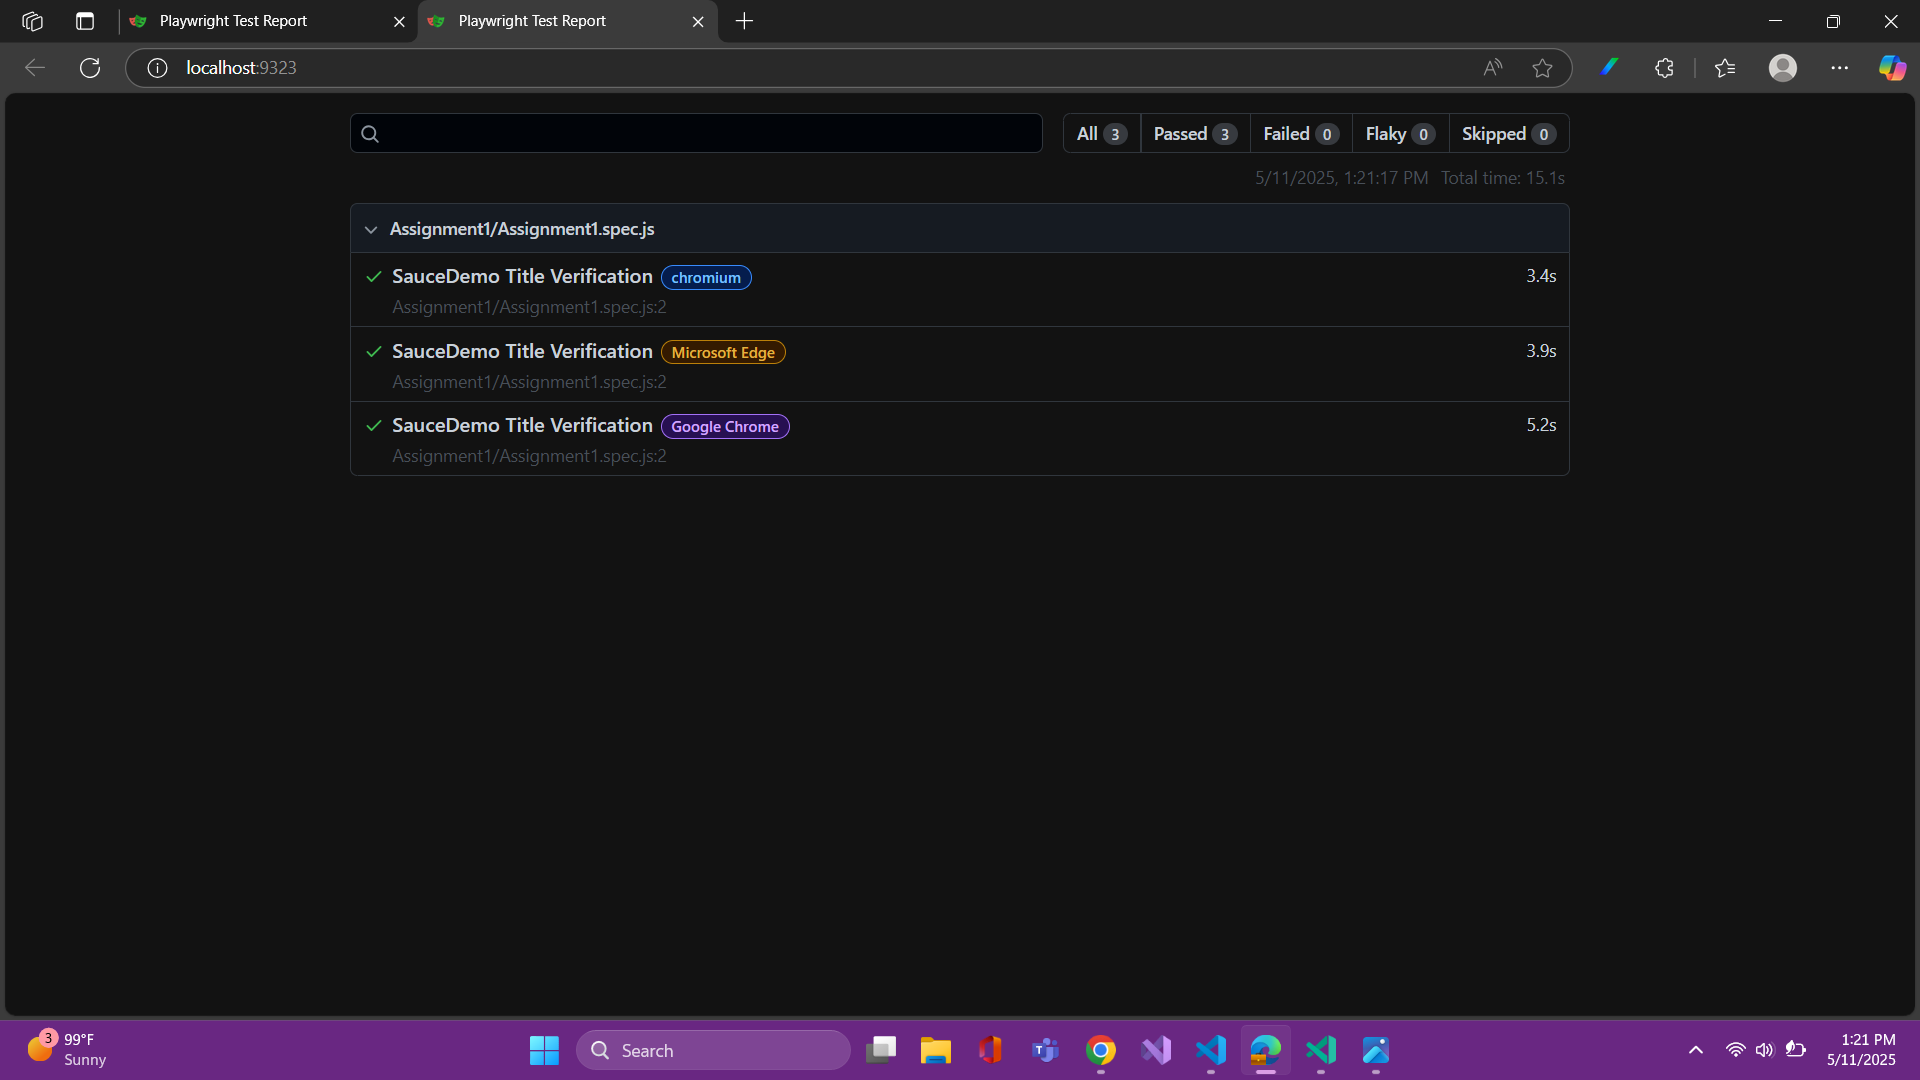 Playwright Test Report
Playwright Test Report
localhost:9323
All 3
Passed 3
Failed 0
Flaky 0
Skipped 0
5/11/2025, 1:21:17 PM Total time: 15.1s
Assignment1/Assignment1.spec.js
SauceDemo Title Verification chromium 3.4s
Assignment1/Assignment1.spec.js:2
SauceDemo Title Verification Microsoft Edge 3.9s
Assignment1/Assignment1.spec.js:2
SauceDemo Title Verification Google Chrome 5.2s
Assignment1/Assignment1.spec.js:2
3
99°F
Sunny
Search
1:21 PM
5/11/2025